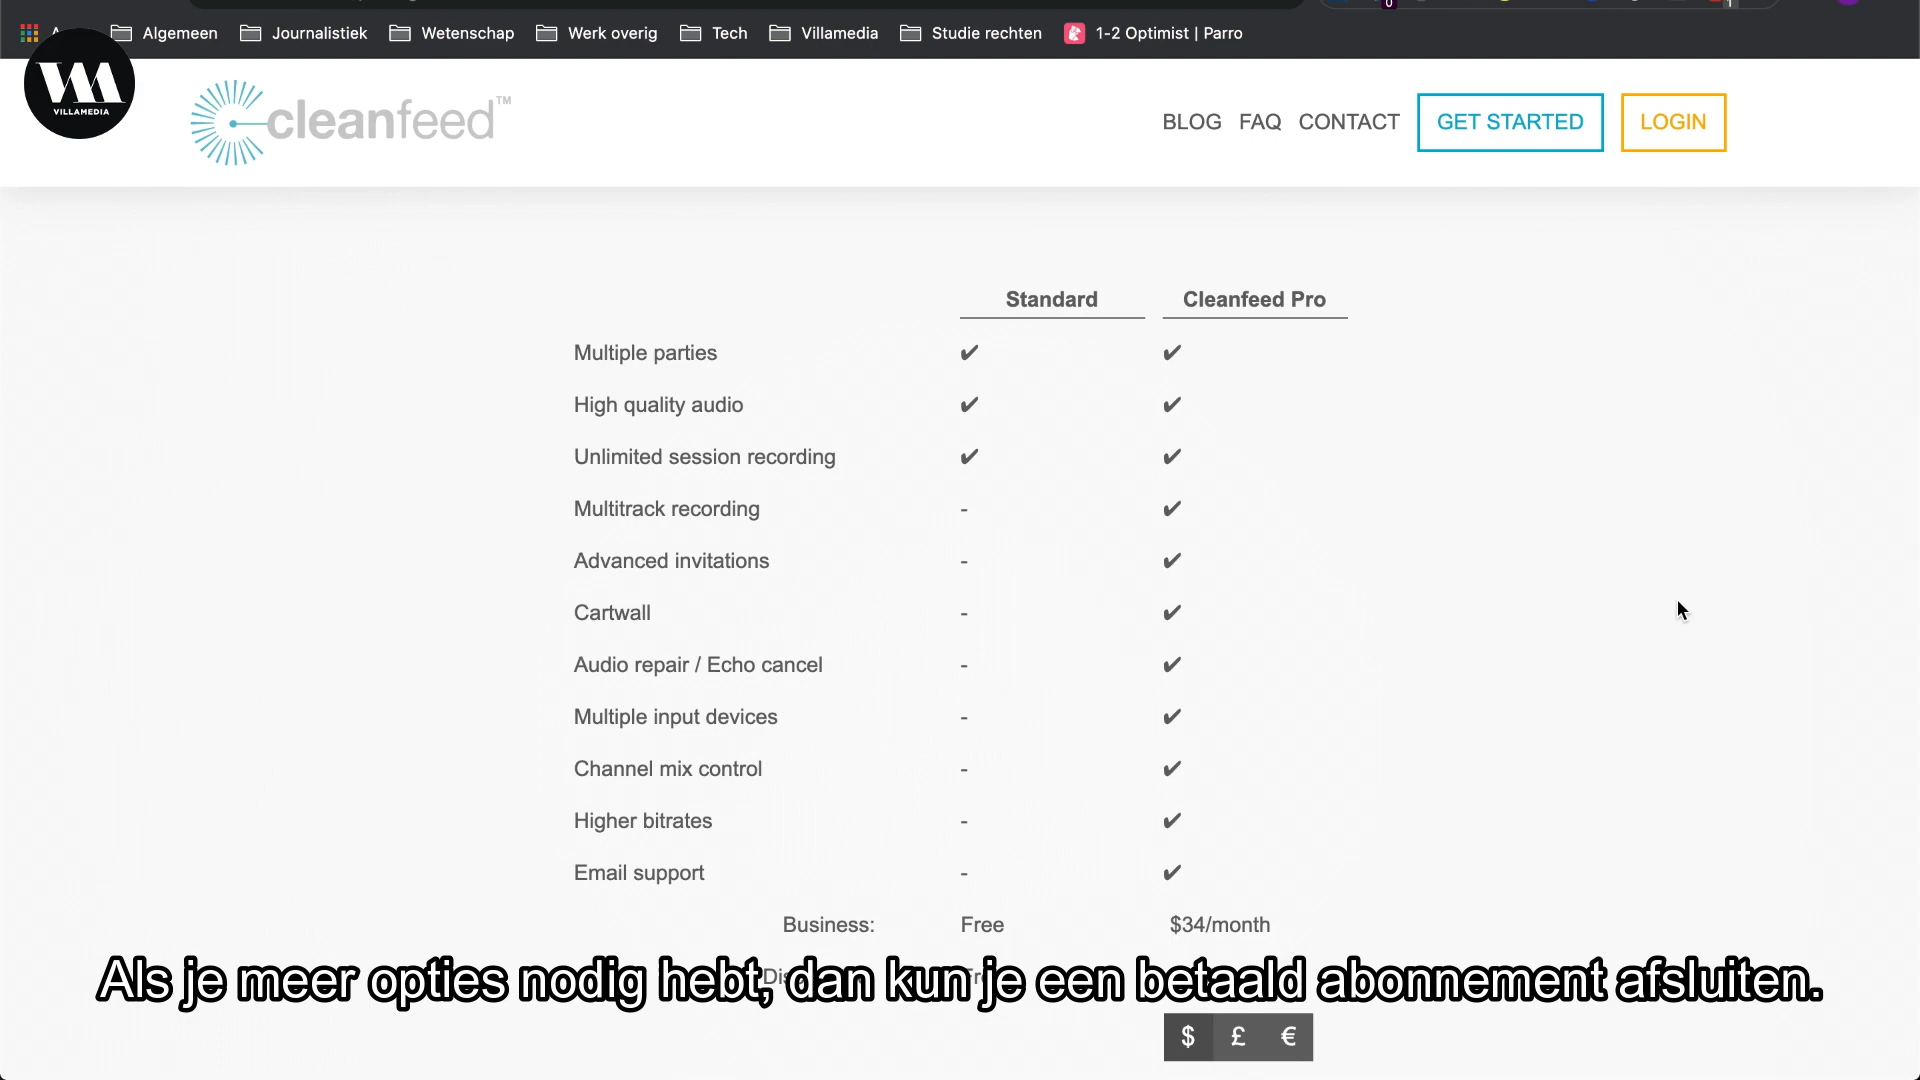 Algemeen Journalistiek Wetenschap Werk overig Tech Villamedia Studie rechten 1-2 Optimist | Parro
VM
VILLAMEDIA
cleanfeed™
BLOG FAQ CONTACT GET STARTED LOGIN
Standard Cleanfeed Pro
Multiple parties ✔ ✔
High quality audio ✔ ✔
Unlimited session recording ✔ ✔
Multitrack recording - ✔
Advanced invitations - ✔
Cartwall - ✔
Audio repair / Echo cancel - ✔
Multiple input devices - ✔
Channel mix control - ✔
Higher bitrates - ✔
Email support - ✔
Business: Free $34/month
Als je meer opties nodig hebt, dan kun je een betaald abonnement afsluiten.
$ £ €